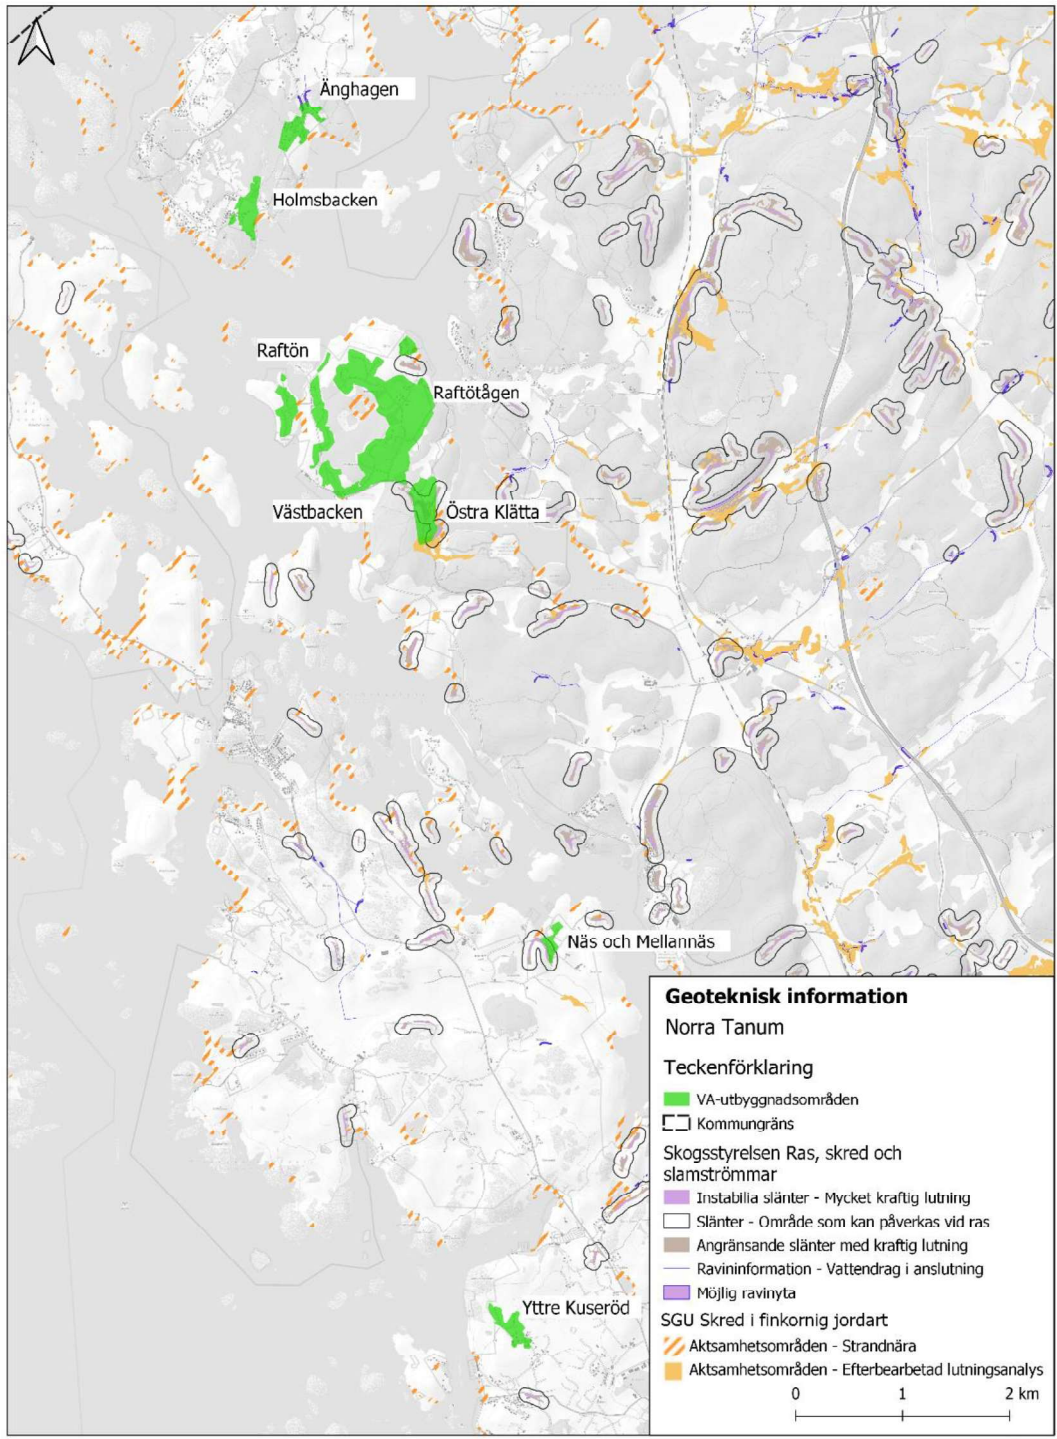 Änghagen
Holmsbacken
Raftön
Raftötågen
Västbacken
Östra Klätta
Näs och Mellannäs
Yttre Kuseröd
Geoteknisk information
Norra Tanum
Teckenförklaring
VA-utbyggnadsområden
Kommungräns
Skogsstyrelsen Ras, skred och
slamströmmar
Instabila slänter - Mycket kraftig lutning
Slänter - Område som kan påverkas vid ras
Angränsande slänter med kraftig lutning
Ravininformation - Vattendrag i anslutning
Möjlig ravinyta
SGU Skred i finkornig jordart
Aktsamhetsområden - Strandnära
Aktsamhetsområden - Efterbearbetad lutningsanalys
0 1 2 km